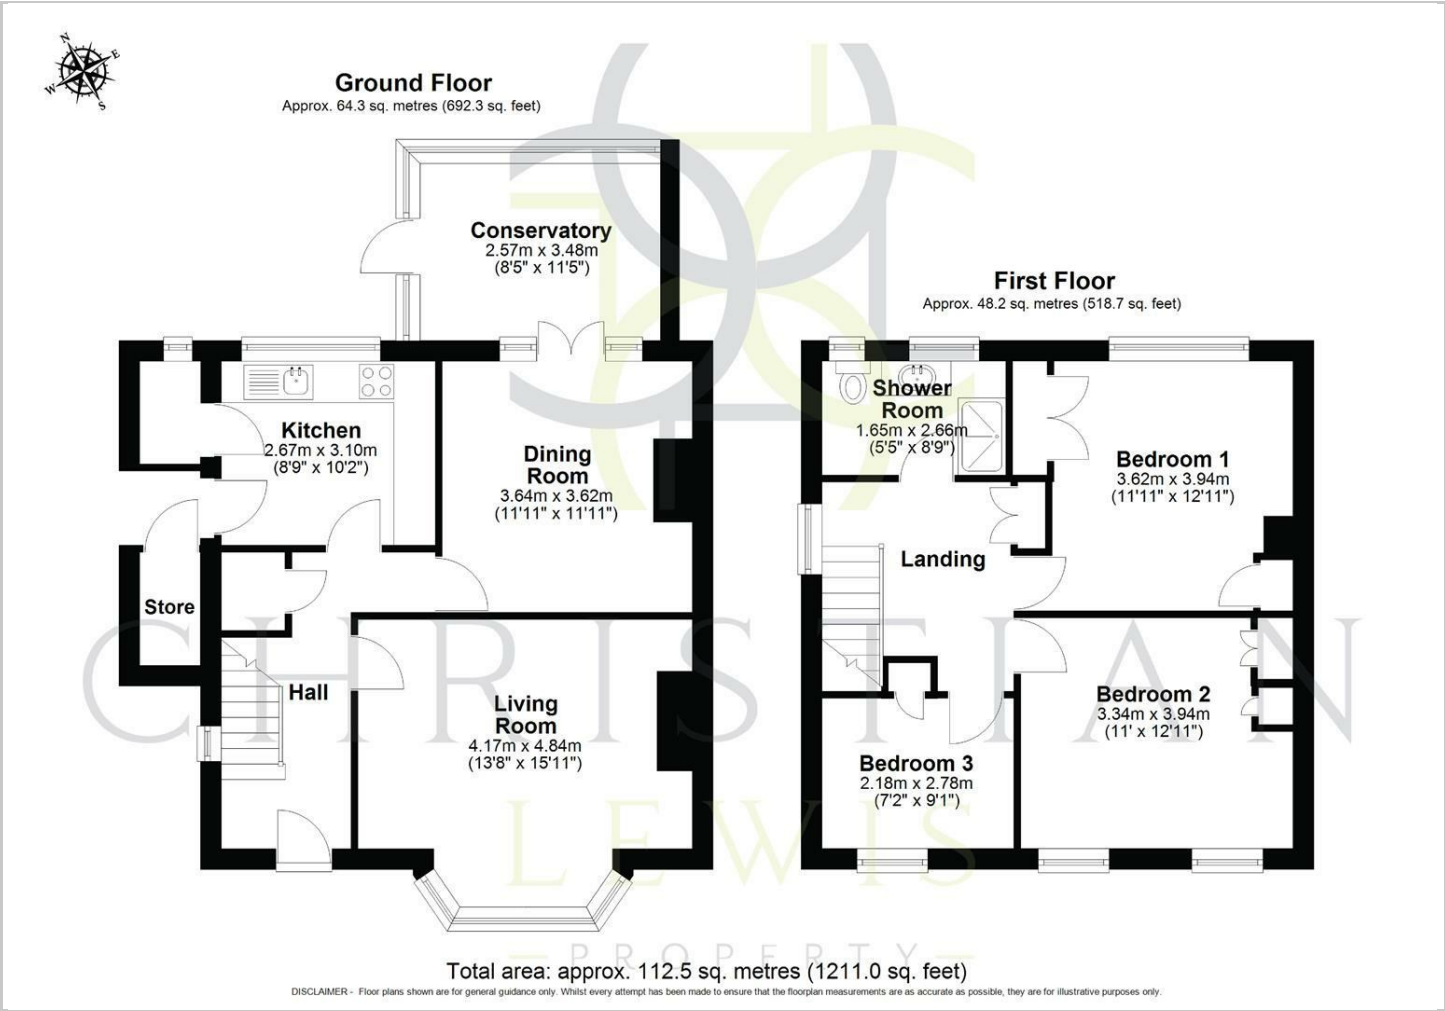 N
E
W
S
Ground Floor
Approx. 64.3 sq. metres (692.3 sq. feet)
Conservatory
2.57m x 3.48m
(8'5" x 11'5")
Kitchen
2.67m x 3.10m
(8'9" x 10'2")
Dining
Room
3.64m x 3.62m
(11'11" x 11'11")
Store
Hall
Living
Room
4.17m x 4.84m
(13'8" x 15'11")
First Floor
Approx. 48.2 sq. metres (518.7 sq. feet)
Shower
Room
1.65m x 2.66m
(5'5" x 8'9")
Bedroom 1
3.62m x 3.94m
(11'11" x 12'11")
Landing
Bedroom 2
3.34m x 3.94m
(11' x 12'11")
Bedroom 3
2.18m x 2.78m
(7'2" x 9'1")
CHRISTIAN
LEWIS
PROPERTY
Total area: approx. 112.5 sq. metres (1211.0 sq. feet)
DISCLAIMER - Floor plans shown are for general guidance only. Whilst every attempt has been made to ensure that the floorplan measurements are as accurate as possible, they are for illustrative purposes only.